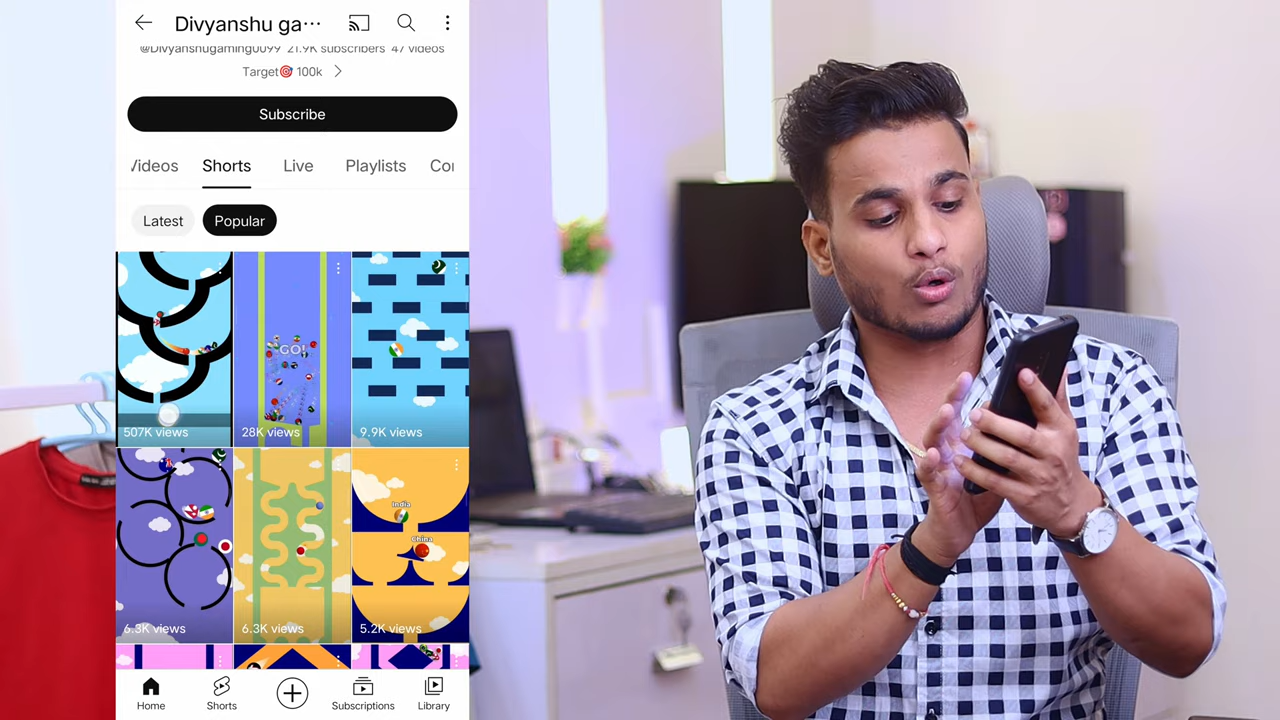 Divyanshu ga···
@Divyanshugaming0099 21.9K subscribers 47 videos
Target🎯 100k
Subscribe
Videos Shorts Live Playlists
Latest Popular
GO!
507K views 28K views 9.9K views
India
China
6.3K views 6.3K views 5.2K views
Home Shorts Subscriptions Library